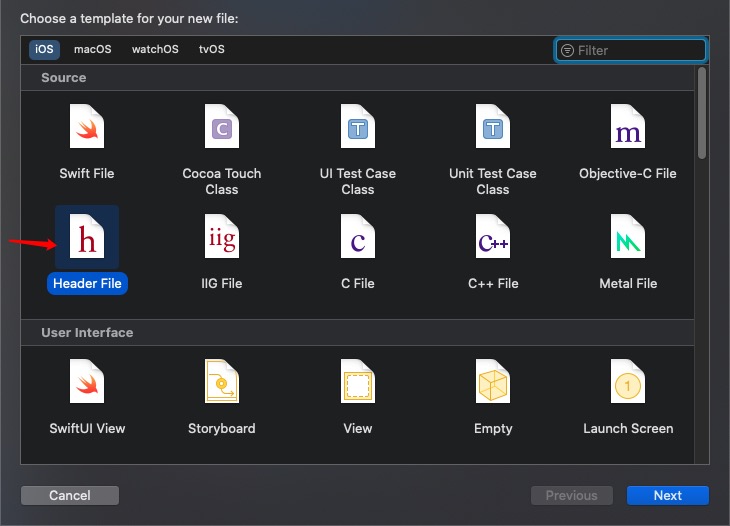 Choose a template for your new file:
iOS macOS watchOS tvOS Filter
Source
C T T m
Swift File Cocoa Touch Class UI Test Case Class Unit Test Case Class Objective-C File
h iig c C++
Header File IIG File C File C++ File Metal File
User Interface
1
SwiftUI View Storyboard View Empty Launch Screen
Cancel Previous Next